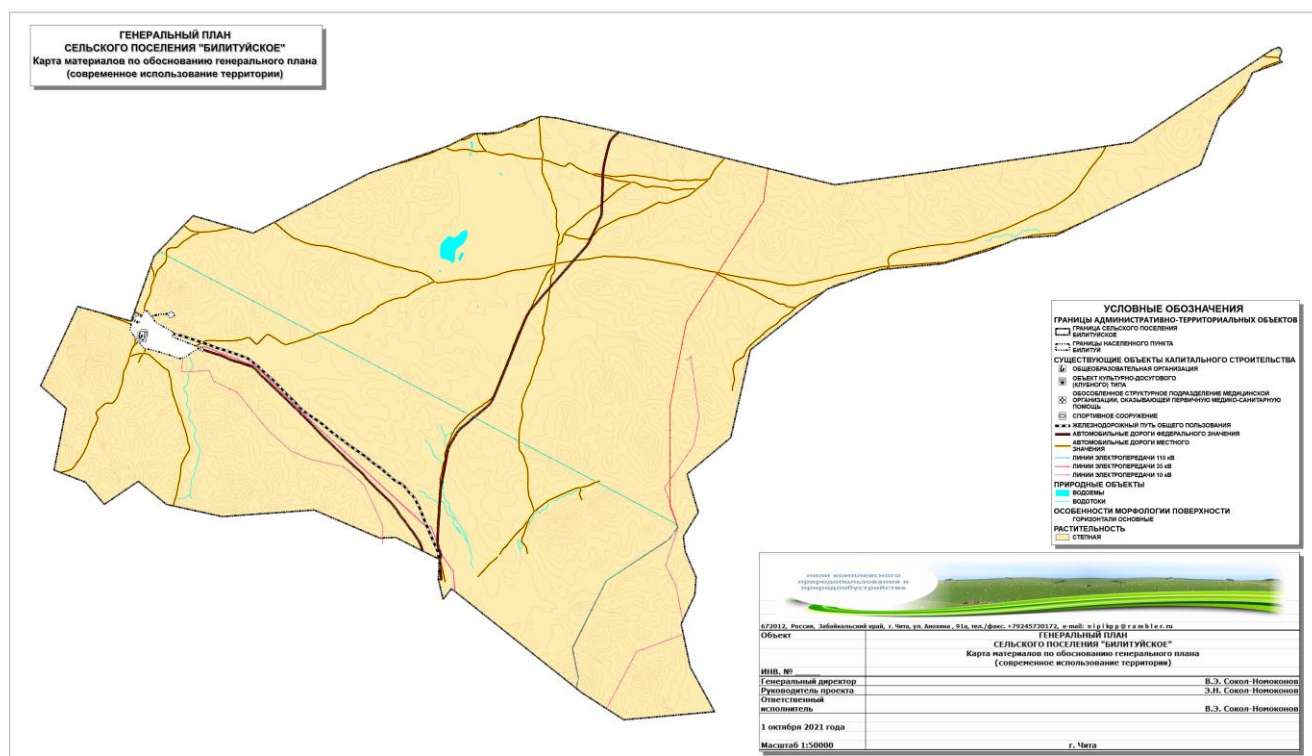 ГЕНЕРАЛЬНЫЙ ПЛАН
СЕЛЬСКОГО ПОСЕЛЕНИЯ "БИЛИТУЙСКОЕ"
Карта материалов по обоснованию генерального плана
(современное использование территории)
УСЛОВНЫЕ ОБОЗНАЧЕНИЯ
ГРАНИЦЫ АДМИНИСТРАТИВНО-ТЕРРИТОРИАЛЬНЫХ ОБЪЕКТОВ
ГРАНИЦА СЕЛЬСКОГО ПОСЕЛЕНИЯ
БИЛИТУЙСКОЕ
ГРАНИЦЫ НАСЕЛЕННОГО ПУНКТА
БИЛИТУЙ
СУЩЕСТВУЮЩИЕ ОБЪЕКТЫ КАПИТАЛЬНОГО СТРОИТЕЛЬСТВА
ОБЩЕОБРАЗОВАТЕЛЬНАЯ ОРГАНИЗАЦИЯ
ОБЪЕКТ КУЛЬТУРНО-ДОСУГОВОГО
(КЛУБНОГО) ТИПА
ОБОСОБЛЕННОЕ СТРУКТУРНОЕ ПОДРАЗДЕЛЕНИЕ МЕДИЦИНСКОЙ
ОРГАНИЗАЦИИ, ОКАЗЫВАЮЩЕЙ ПЕРВИЧНУЮ МЕДИКО-САНИТАРНУЮ
ПОМОЩЬ
СПОРТИВНОЕ СООРУЖЕНИЕ
ЖЕЛЕЗНОДОРОЖНЫЙ ПУТЬ ОБЩЕГО ПОЛЬЗОВАНИЯ
АВТОМОБИЛЬНЫЕ ДОРОГИ ФЕДЕРАЛЬНОГО ЗНАЧЕНИЯ
АВТОМОБИЛЬНЫЕ ДОРОГИ МЕСТНОГО
ЗНАЧЕНИЯ
ЛИНИИ ЭЛЕКТРОПЕРЕДАЧИ 110 кВ
ЛИНИИ ЭЛЕКТРОПЕРЕДАЧИ 35 кВ
ЛИНИИ ЭЛЕКТРОПЕРЕДАЧИ 10 кВ
ПРИРОДНЫЕ ОБЪЕКТЫ
ВОДОЕМЫ
ВОДОТОКИ
ОСОБЕННОСТИ МОРФОЛОГИИ ПОВЕРХНОСТИ
ГОРИЗОНТАЛИ ОСНОВНЫЕ
РАСТИТЕЛЬНОСТЬ
СТЕПНАЯ
НИПИ КОМПЛЕКСНОГО
ПРИРОДОПОЛЬЗОВАНИЯ И
ПРИРОДООБУСТРОЙСТВА
672012, Россия, Забайкальский край, г. Чита, ул. Анохина , 91а, тел./факс. +79245730172, e-mail: nipikpp@rambler.ru
Объект
ГЕНЕРАЛЬНЫЙ ПЛАН
СЕЛЬСКОГО ПОСЕЛЕНИЯ "БИЛИТУЙСКОЕ"
Карта материалов по обоснованию генерального плана
(современное использование территории)
ИНВ. № _____
Генеральный директор В.Э. Сокол-Номоконов
Руководитель проекта Э.Н. Сокол-Номоконов
Ответственный
исполнитель В.Э. Сокол-Номоконов
1 октября 2021 года
Масштаб 1:50000 г. Чита